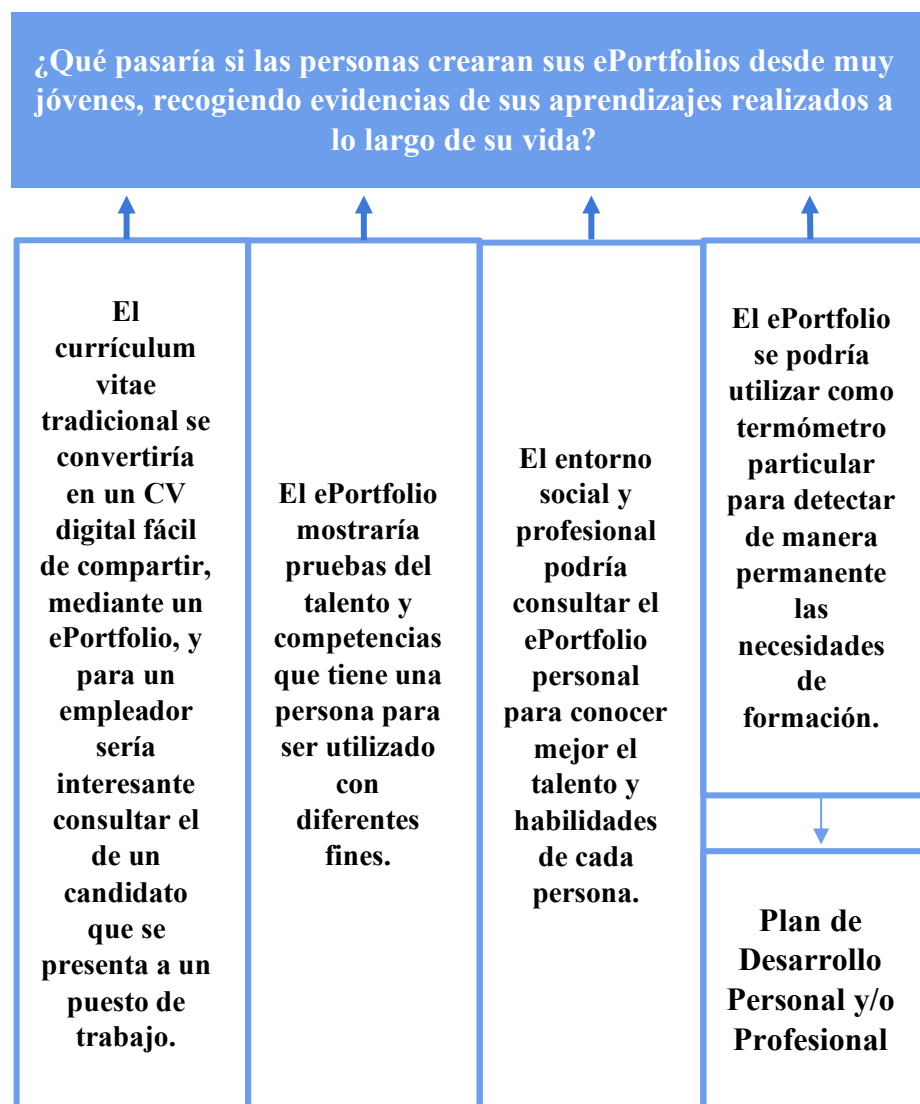 ¿Qué pasaría si las personas crearan sus ePortfolios desde muy
jóvenes, recogiendo evidencias de sus aprendizajes realizados a
lo largo de su vida?
El
currículum
vitae
tradicional se
convertiría
en un CV
digital fácil
de compartir,
mediante un
ePortfolio, y
para un
empleador
sería
interesante
consultar el
de un
candidato
que se
presenta a un
puesto de
trabajo.
El ePortfolio
mostraría
pruebas del
talento y
competencias
que tiene una
persona para
ser utilizado
con
diferentes
fines.
El entorno
social y
profesional
podría
consultar el
ePortfolio
personal
para conocer
mejor el
talento y
habilidades
de cada
persona.
El ePortfolio
se podría
utilizar como
termómetro
particular
para detectar
de manera
permanente
las
necesidades
de
formación.
Plan de
Desarrollo
Personal y/o
Profesional